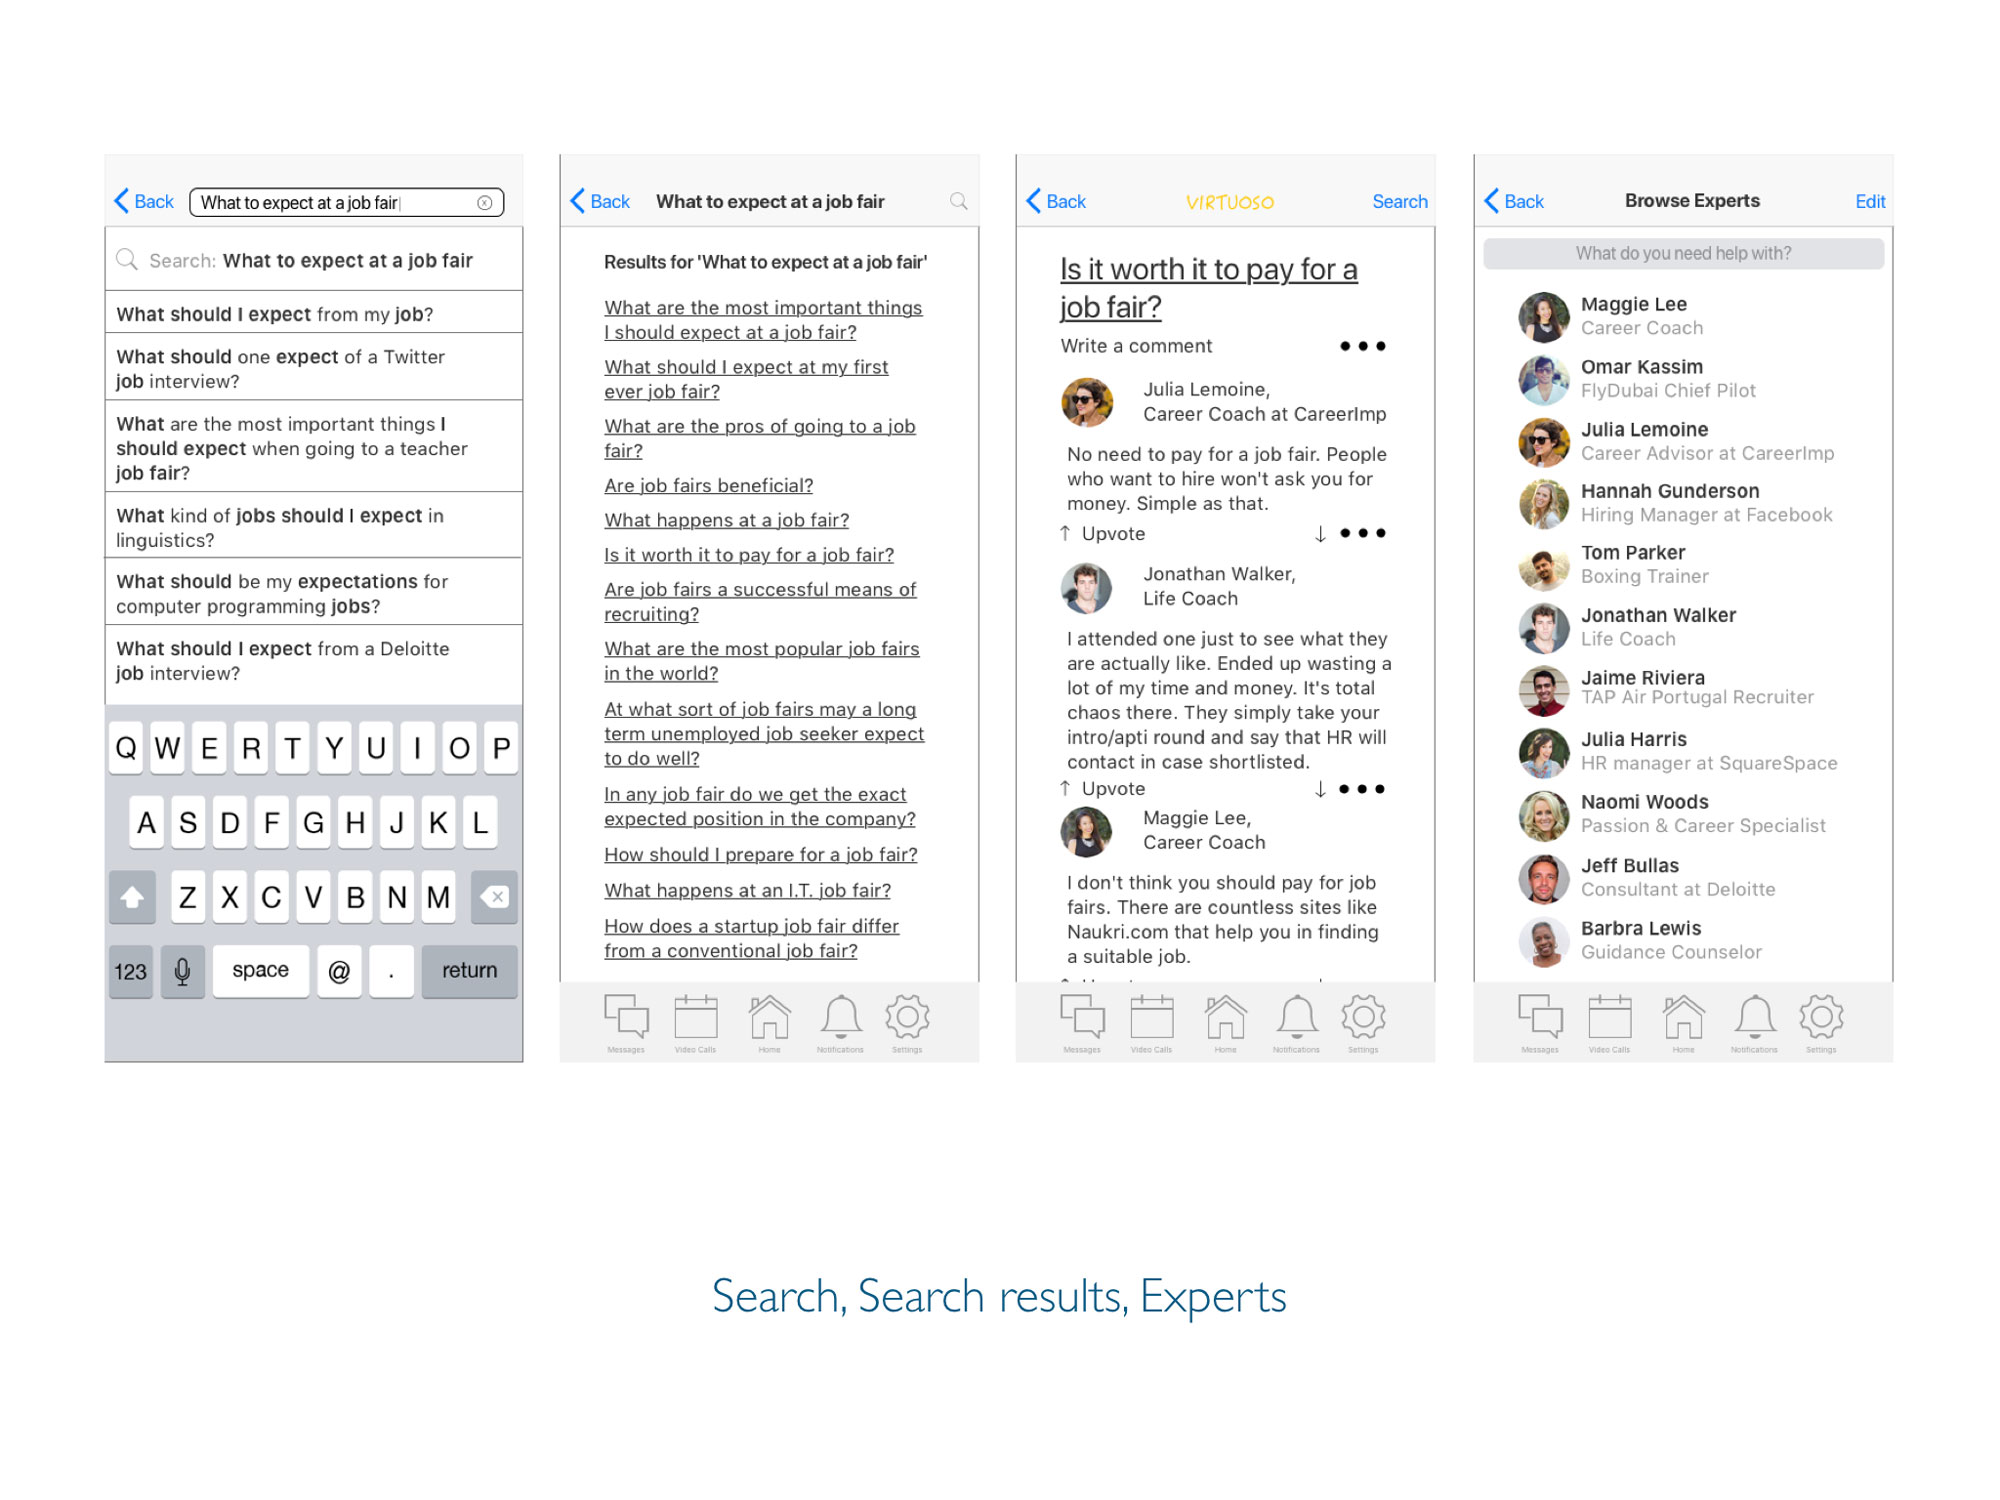 Back
What to expect at a job fair
Search: What to expect at a job fair
What should I expect from my job?
What should one expect of a Twitter
job interview?
What are the most important things I
should expect when going to a teacher
job fair?
What kind of jobs should I expect in
linguistics?
What should be my expectations for
computer programming jobs?
What should I expect from a Deloitte
job interview?
Q W E R T Y U I O P
A S D F G H J K L
Z X C V B N M
123 space @ . return
Back
What to expect at a job fair
Results for 'What to expect at a job fair'
What are the most important things
I should expect at a job fair?
What should I expect at my first
ever job fair?
What are the pros of going to a job
fair?
Are job fairs beneficial?
What happens at a job fair?
Is it worth it to pay for a job fair?
Are job fairs a successful means of
recruiting?
What are the most popular job fairs
in the world?
At what sort of job fairs may a long
term unemployed job seeker expect
to do well?
In any job fair do we get the exact
expected position in the company?
How should I prepare for a job fair?
What happens at an I.T. job fair?
How does a startup job fair differ
from a conventional job fair?
Messages Video Calls Home Notifications Settings
Back VIRTUOSO Search
Is it worth it to pay for a
job fair?
Write a comment
Julia Lemoine,
Career Coach at CareerImp
No need to pay for a job fair. People
who want to hire won't ask you for
money. Simple as that.
↑ Upvote ↓
Jonathan Walker,
Life Coach
I attended one just to see what they
are actually like. Ended up wasting a
lot of my time and money. It's total
chaos there. They simply take your
intro/apti round and say that HR will
contact in case shortlisted.
↑ Upvote ↓
Maggie Lee,
Career Coach
I don't think you should pay for job
fairs. There are countless sites like
Naukri.com that help you in finding
a suitable job.
Messages Video Calls Home Notifications Settings
Back Browse Experts Edit
What do you need help with?
Maggie Lee
Career Coach
Omar Kassim
FlyDubai Chief Pilot
Julia Lemoine
Career Advisor at CareerImp
Hannah Gunderson
Hiring Manager at Facebook
Tom Parker
Boxing Trainer
Jonathan Walker
Life Coach
Jaime Riviera
TAP Air Portugal Recruiter
Julia Harris
HR manager at SquareSpace
Naomi Woods
Passion & Career Specialist
Jeff Bullas
Consultant at Deloitte
Barbra Lewis
Guidance Counselor
Messages Video Calls Home Notifications Settings
Search, Search results, Experts